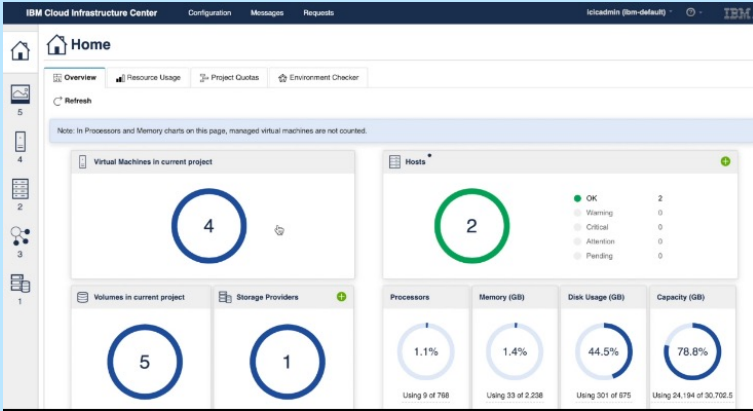 IBM Cloud Infrastructure Center Configuration Messages Requests icicadmin (ibm-default) IBM
Home
Overview Resource Usage Project Quotas Environment Checker
Refresh
Note: In Processors and Memory charts on this page, managed virtual machines are not counted.
Virtual Machines in current project
4
Hosts
2
OK 2
Warning 0
Critical 0
Attention 0
Pending 0
5
4
2
3
1
Volumes in current project
5
Storage Providers
1
Processors
1.1%
Using 9 of 768
Memory (GB)
1.4%
Using 33 of 2,238
Disk Usage (GB)
44.5%
Using 301 of 675
Capacity (GB)
78.8%
Using 24,194 of 30,702.5